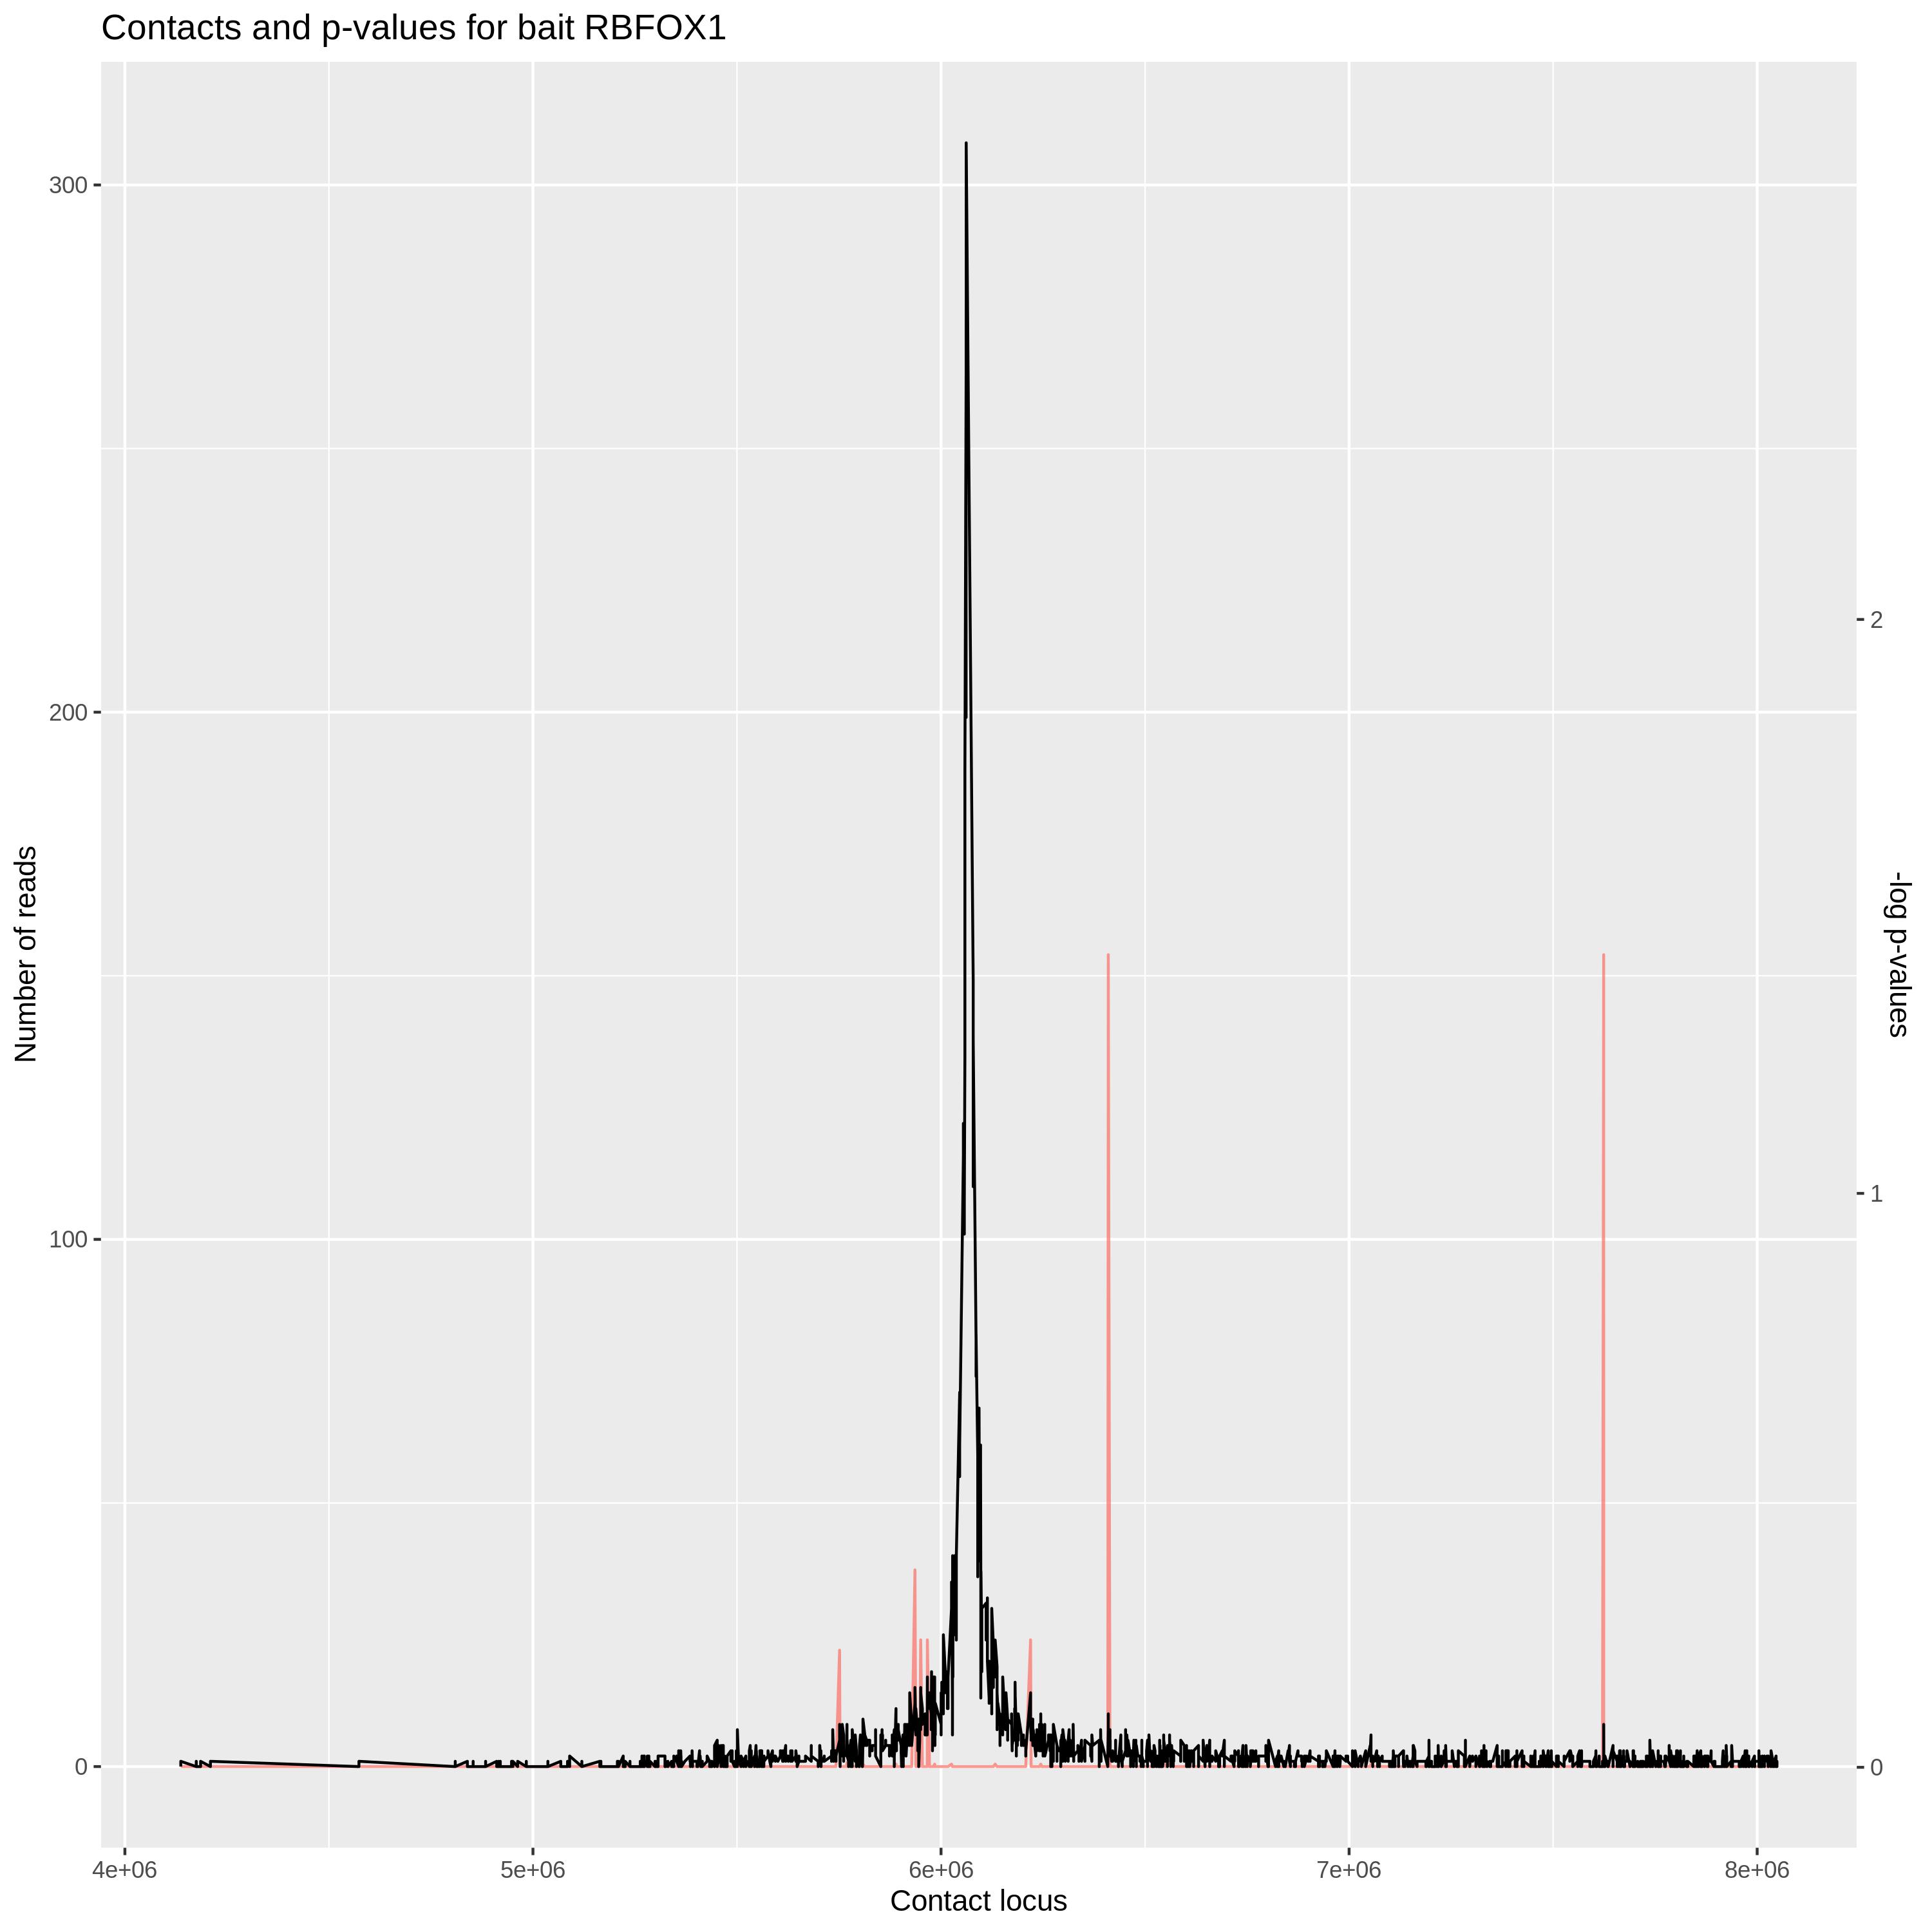 Contacts and p-values for bait RBFOX1
300
200
100
0
Number of reads
2
1
0
-log p-values
4e+06 5e+06 6e+06 7e+06 8e+06
Contact locus